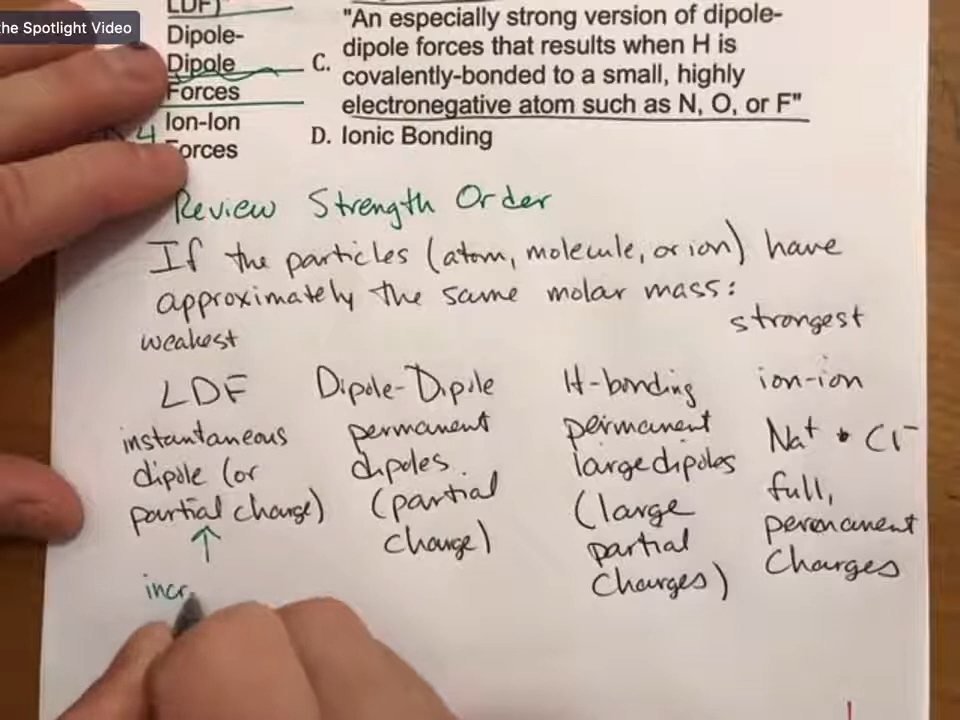 the Spotlight Video
LDF)
Dipole-
Dipole
Forces
4 Ion-Ion
Forces
"An especially strong version of dipole-
C. dipole forces that results when H is
covalently-bonded to a small, highly
electronegative atom such as N, O, or F"
D. Ionic Bonding
Review Strength Order
If the particles (atom, molecule, or ion) have
approximately the same molar mass:
weakest strongest
LDF
instantaneous
dipole (or
partial change)
Dipole-Dipole
permanent
dipoles.
(partial
change)
H-bonding
permanent
large dipoles
(large
partial
Charges)
ion-ion
Na+ • Cl-
full,
permanent
Charges
incr